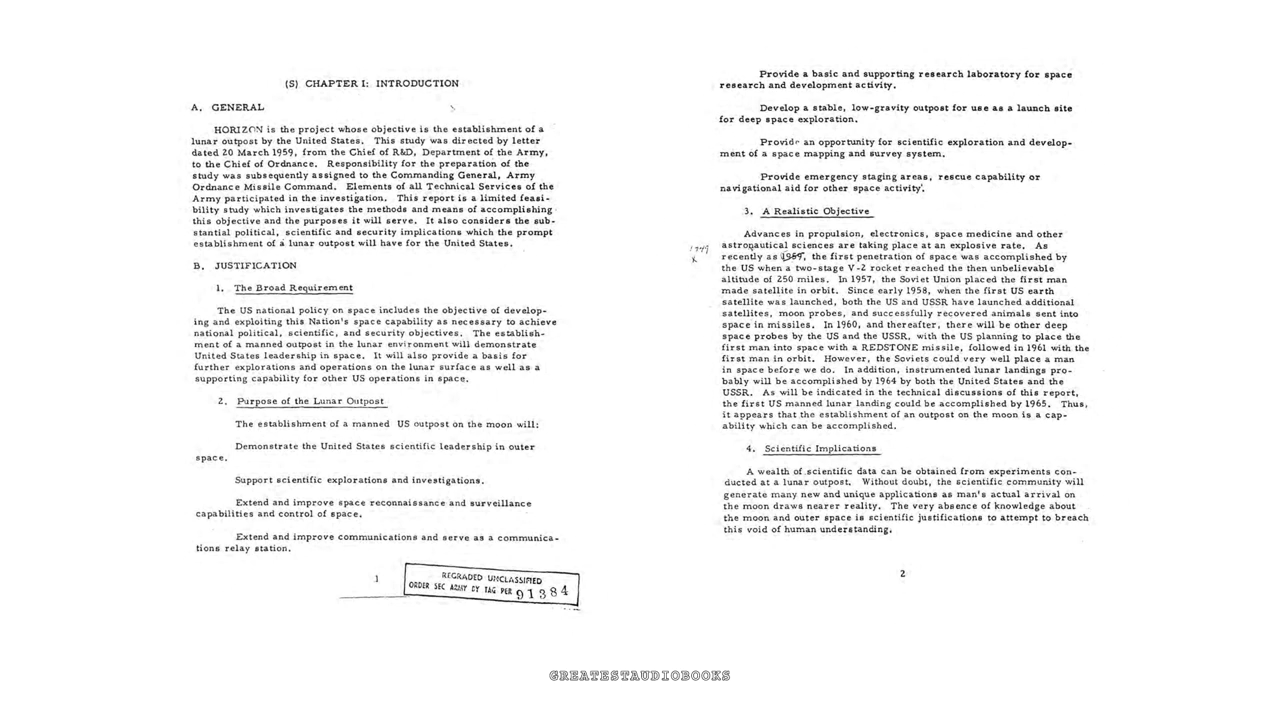 (S) CHAPTER I: INTRODUCTION
A. GENERAL
HORIZON is the project whose objective is the establishment of a
lunar outpost by the United States. This study was directed by letter
dated 20 March 1959, from the Chief of R&D, Department of the Army,
to the Chief of Ordnance. Responsibility for the preparation of the
study was subsequently assigned to the Commanding General, Army
Ordnance Missile Command. Elements of all Technical Services of the
Army participated in the investigation. This report is a limited feasi-
bility study which investigates the methods and means of accomplishing
this objective and the purposes it will serve. It also considers the sub-
stantial political, scientific and security implications which the prompt
establishment of a lunar outpost will have for the United States.
B. JUSTIFICATION
1. The Broad Requirement
The US national policy on space includes the objective of develop-
ing and exploiting this Nation's space capability as necessary to achieve
national political, scientific, and security objectives. The establish-
ment of a manned outpost in the lunar environment will demonstrate
United States leadership in space. It will also provide a basis for
further explorations and operations on the lunar surface as well as a
supporting capability for other US operations in space.
2. Purpose of the Lunar Outpost
The establishment of a manned US outpost on the moon will:
Demonstrate the United States scientific leadership in outer
space.
Support scientific explorations and investigations.
Extend and improve space reconnaissance and surveillance
capabilities and control of space.
Extend and improve communications and serve as a communica-
tions relay station.
1
REGRADED UNCLASSIFIED
ORDER SEC ARMY BY TAG PER 91384
Provide a basic and supporting research laboratory for space
research and development activity.
Develop a stable, low-gravity outpost for use as a launch site
for deep space exploration.
Provide an opportunity for scientific exploration and develop-
ment of a space mapping and survey system.
Provide emergency staging areas, rescue capability or
navigational aid for other space activity.
3. A Realistic Objective
Advances in propulsion, electronics, space medicine and other
1949 astronautical sciences are taking place at an explosive rate. As
x recently as 1959, the first penetration of space was accomplished by
the US when a two-stage V-2 rocket reached the then unbelievable
altitude of 250 miles. In 1957, the Soviet Union placed the first man
made satellite in orbit. Since early 1958, when the first US earth
satellite was launched, both the US and USSR have launched additional
satellites, moon probes, and successfully recovered animals sent into
space in missiles. In 1960, and thereafter, there will be other deep
space probes by the US and the USSR, with the US planning to place the
first man into space with a REDSTONE missile, followed in 1961 with the
first man in orbit. However, the Soviets could very well place a man
in space before we do. In addition, instrumented lunar landings pro-
bably will be accomplished by 1964 by both the United States and the
USSR. As will be indicated in the technical discussions of this report,
the first US manned lunar landing could be accomplished by 1965. Thus,
it appears that the establishment of an outpost on the moon is a cap-
ability which can be accomplished.
4. Scientific Implications
A wealth of scientific data can be obtained from experiments con-
ducted at a lunar outpost. Without doubt, the scientific community will
generate many new and unique applications as man's actual arrival on
the moon draws nearer reality. The very absence of knowledge about
the moon and outer space is scientific justifications to attempt to breach
this void of human understanding.
2
GREATESTAUDIOBOOKS